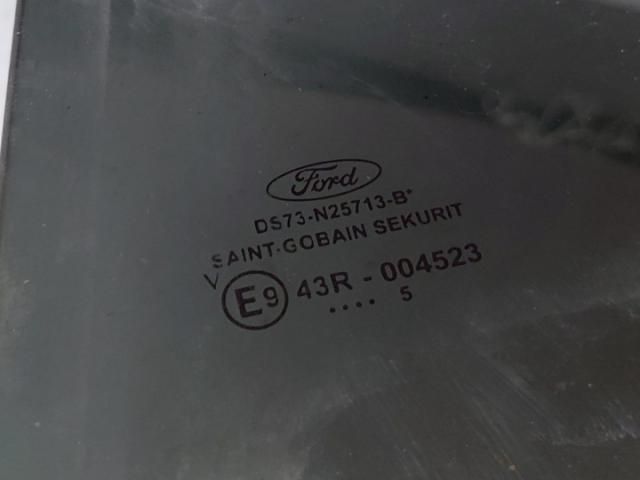 Ford
DS73-N25713-B*
SAINT-GOBAIN SEKURIT
V
E9 43R - 004523
.... 5